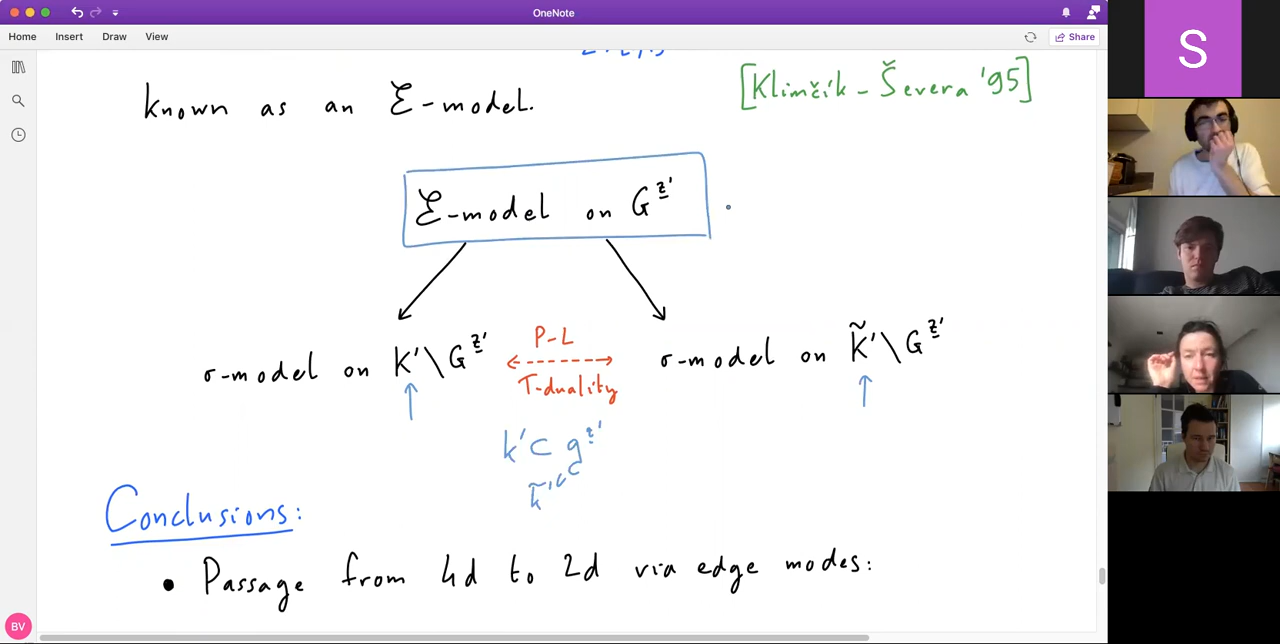 OneNote
Home Insert Draw View
Share
known as an ℰ-model.
[Klimčík - Ševera '95]
ℰ-model on G^z'
σ-model on K'\G^z'
P-L
T-duality
σ-model on K̃'\G^z'
k' ⊂ g^z'
k̃' ⊂
Conclusions:
• Passage from 4d to 2d via edge modes:
S
BV